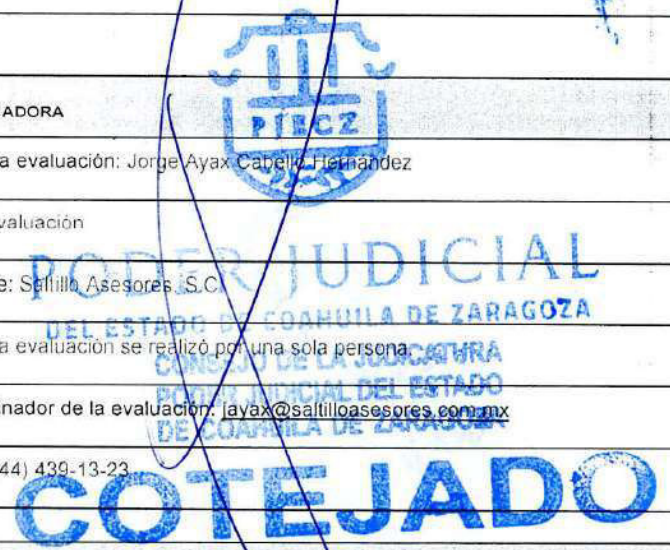 ADORA
PJECZ
a evaluación: Jorge Ayax Cabello Hernández
valuación
PODER JUDICIAL
e: Saltillo Asesores, S.C.
DEL ESTADO DE COAHUILA DE ZARAGOZA
a evaluación se realizó por una sola persona.
CONSEJO DE LA JUDICATURA
PODER JUDICIAL DEL ESTADO
nador de la evaluación: jayax@saltilloasesores.com.mx
DE COAHUILA DE ZARAGOZA
44) 439-13-23
COTEJADO